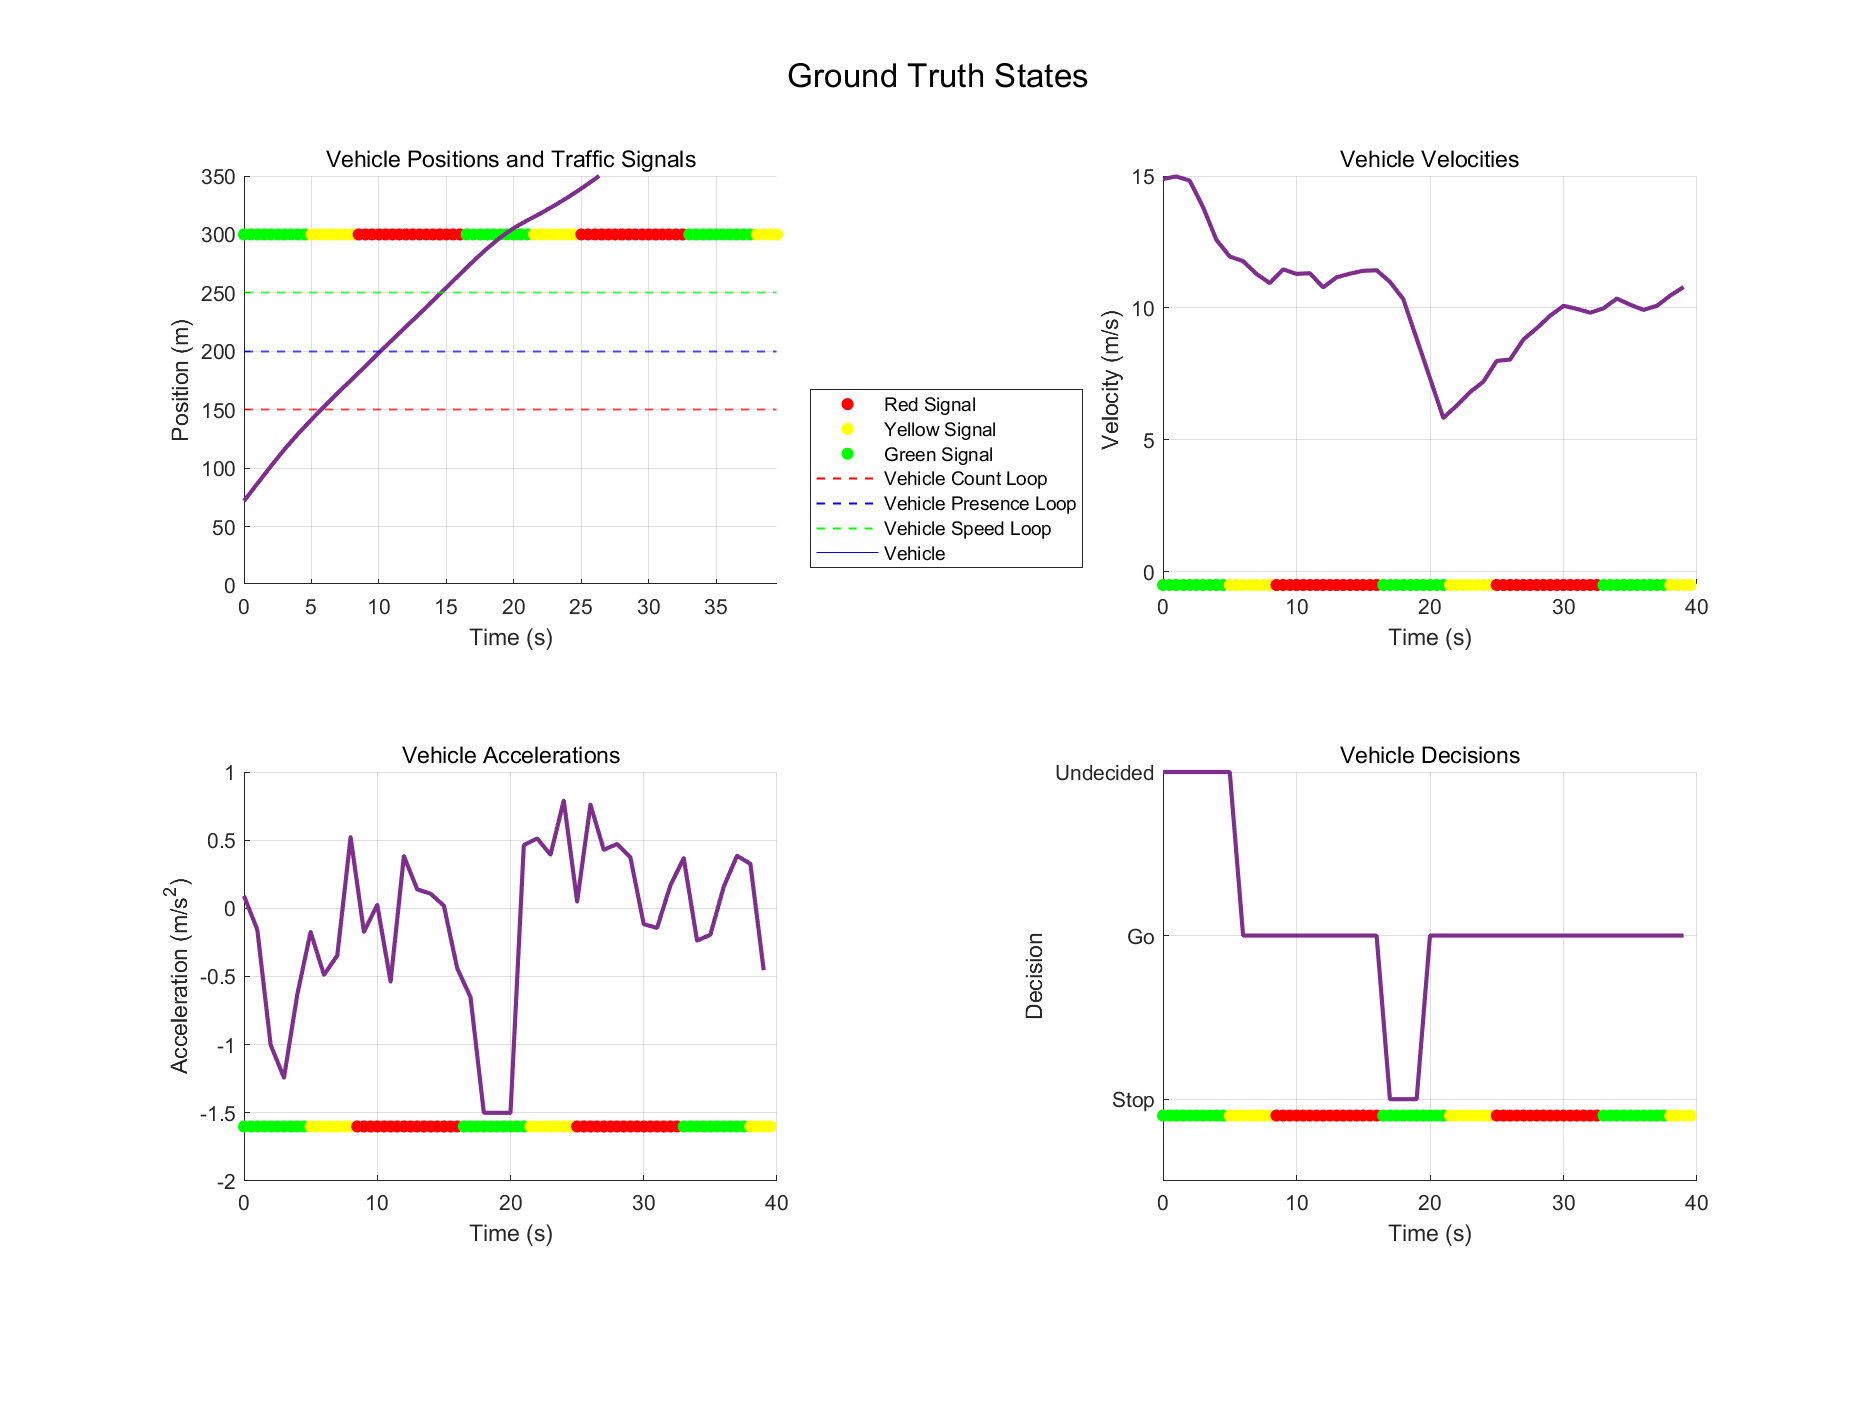 Ground Truth States
Vehicle Positions and Traffic Signals
350
300
250
200
150
100
50
0
Position (m)
0 5 10 15 20 25 30 35
Time (s)
Red Signal
Yellow Signal
Green Signal
Vehicle Count Loop
Vehicle Presence Loop
Vehicle Speed Loop
Vehicle
Vehicle Velocities
15
10
5
0
Velocity (m/s)
0 10 20 30 40
Time (s)
Vehicle Accelerations
1
0.5
0
-0.5
-1
-1.5
-2
Acceleration (m/s²)
0 10 20 30 40
Time (s)
Vehicle Decisions
Undecided
Go
Stop
Decision
0 10 20 30 40
Time (s)